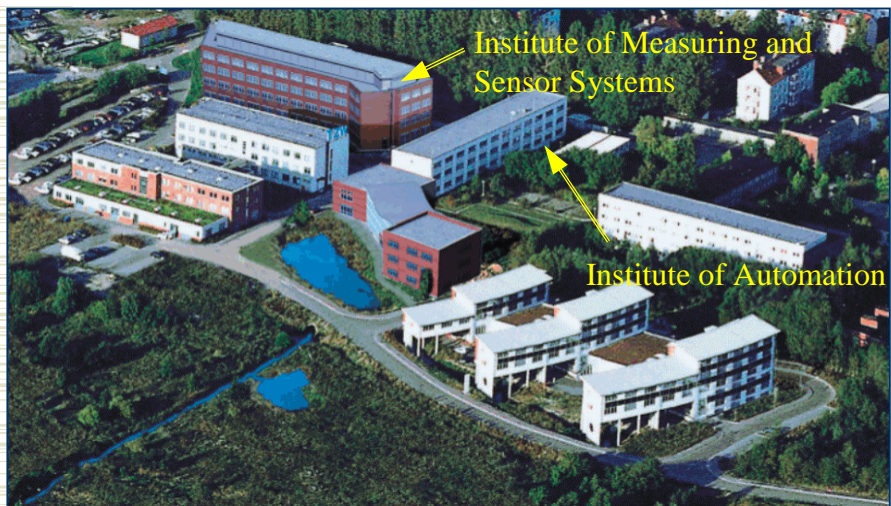 Institute of Measuring and
Sensor Systems
Institute of Automation